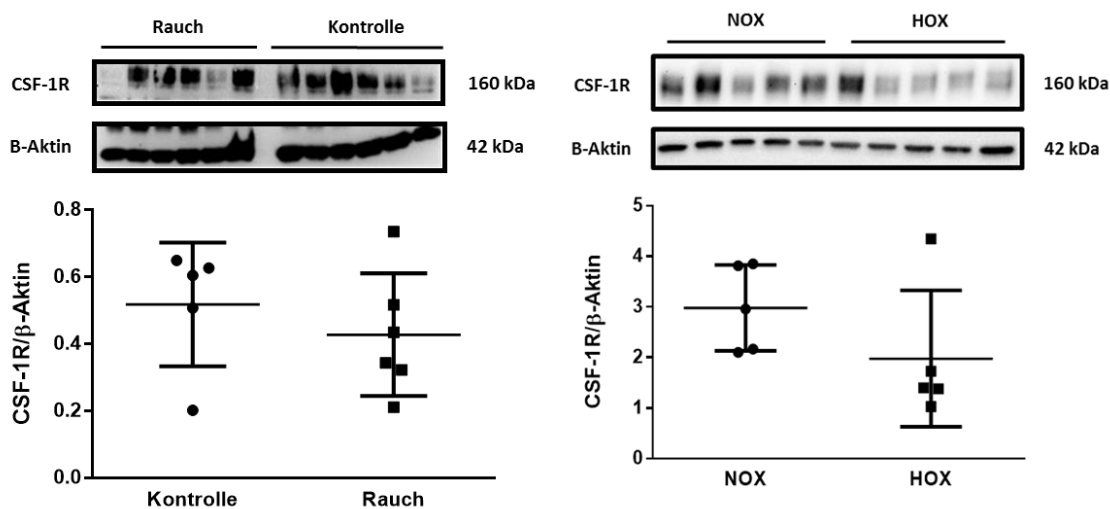 Rauch Kontrolle
CSF-1R 160 kDa
B-Aktin 42 kDa
CSF-1R/β-Aktin
0.8
0.6
0.4
0.2
0.0
Kontrolle Rauch
NOX HOX
CSF-1R 160 kDa
B-Aktin 42 kDa
CSF-1R/β-Aktin
5
4
3
2
1
0
NOX HOX